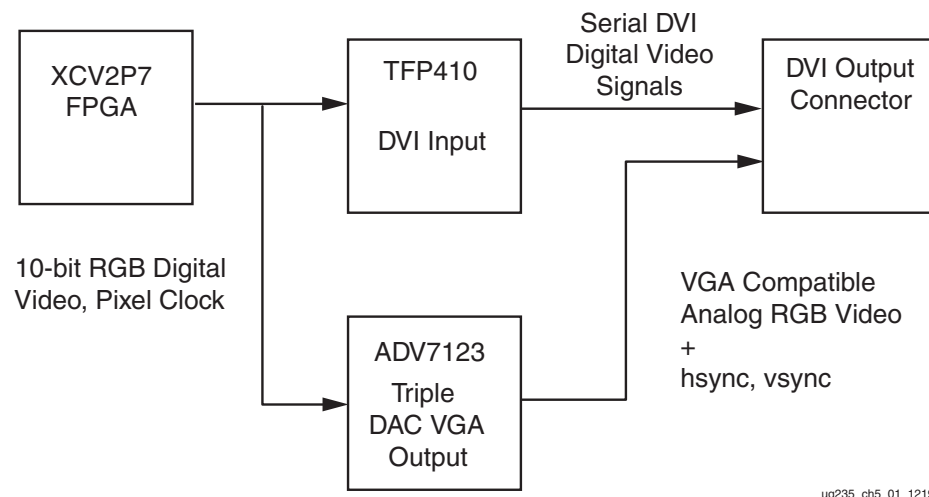 XCV2P7
FPGA
TFP410
DVI Input
Serial DVI
Digital Video
Signals
DVI Output
Connector
10-bit RGB Digital
Video, Pixel Clock
ADV7123
Triple
DAC VGA
Output
VGA Compatible
Analog RGB Video
+
hsync, vsync